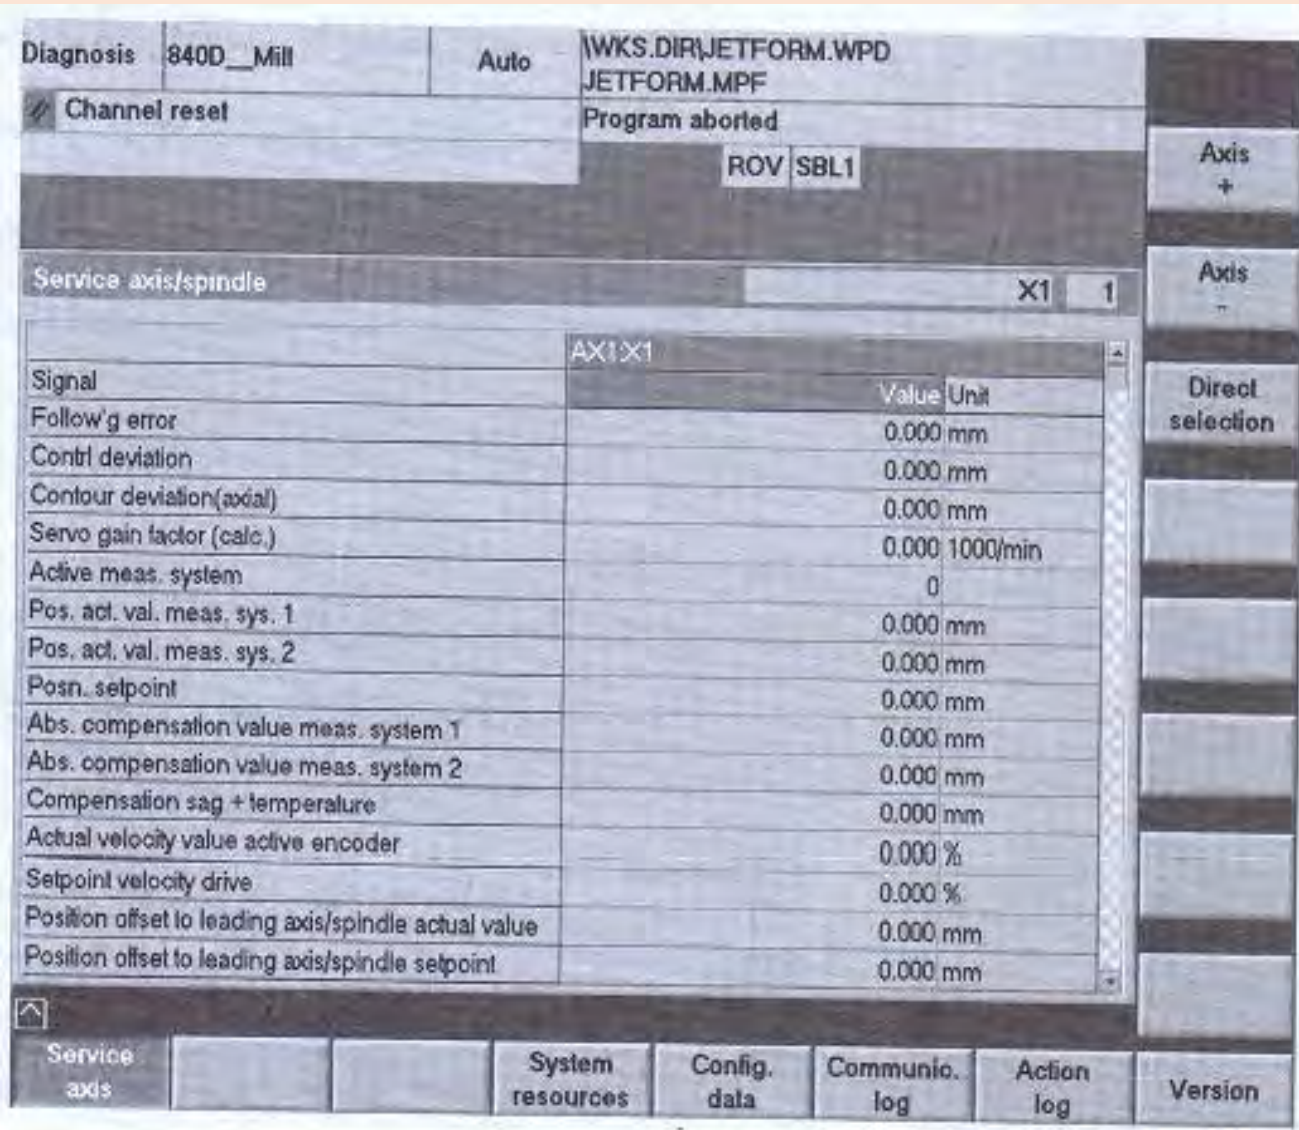 Diagnosis 840D__Mill Auto \WKS.DIR\JETFORM.WPD
JETFORM.MPF
Channel reset Program aborted
ROV SBL1
Axis
+
Service axis/spindle X1 1
Axis
-
AX1:X1
Signal Value Unit
Direct
selection
Follow'g error 0.000 mm
Contrl deviation 0.000 mm
Contour deviation(axial) 0.000 mm
Servo gain factor (calc.) 0.000 1000/min
Active meas. system 0
Pos. act. val. meas. sys. 1 0.000 mm
Pos. act. val. meas. sys. 2 0.000 mm
Posn. setpoint 0.000 mm
Abs. compensation value meas. system 1 0.000 mm
Abs. compensation value meas. system 2 0.000 mm
Compensation sag + temperature 0.000 mm
Actual velocity value active encoder 0.000 %
Setpoint velocity drive 0.000 %
Position offset to leading axis/spindle actual value 0.000 mm
Position offset to leading axis/spindle setpoint 0.000 mm
Service
axis
System
resources
Config.
data
Communic.
log
Action
log
Version